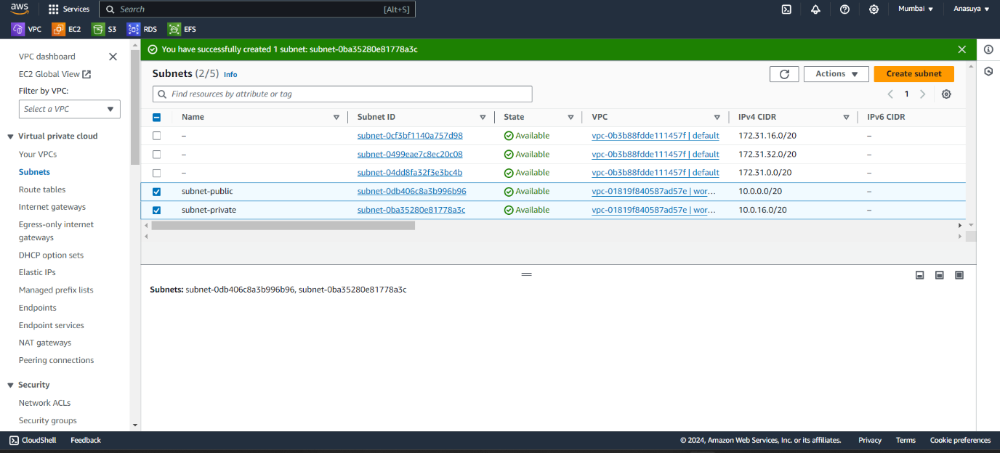 aws Services Search [Alt+S] Mumbai Anasuya
VPC EC2 S3 RDS EFS
You have successfully created 1 subnet: subnet-0ba35280e81778a3c
VPC dashboard
EC2 Global View
Filter by VPC:
Select a VPC
Virtual private cloud
Your VPCs
Subnets
Route tables
Internet gateways
Egress-only internet
gateways
DHCP option sets
Elastic IPs
Managed prefix lists
Endpoints
Endpoint services
NAT gateways
Peering connections
Security
Network ACLs
Security groups
Subnets (2/5) Info Actions Create subnet
Find resources by attribute or tag 1
Name Subnet ID State VPC IPv4 CIDR IPv6 CIDR
– subnet-0cf3bf1140a757d98 Available vpc-0b3b88fdde111457f | default 172.31.16.0/20 –
– subnet-0499eae7c8ec20c08 Available vpc-0b3b88fdde111457f | default 172.31.32.0/20 –
– subnet-04dd8fa32f3e3bc4b Available vpc-0b3b88fdde111457f | default 172.31.0.0/20 –
subnet-public subnet-0db406c8a3b996b96 Available vpc-01819f840587ad57e | wor... 10.0.0.0/20 –
subnet-private subnet-0ba35280e81778a3c Available vpc-01819f840587ad57e | wor... 10.0.16.0/20 –
Subnets: subnet-0db406c8a3b996b96, subnet-0ba35280e81778a3c
CloudShell Feedback © 2024, Amazon Web Services, Inc. or its affiliates. Privacy Terms Cookie preferences